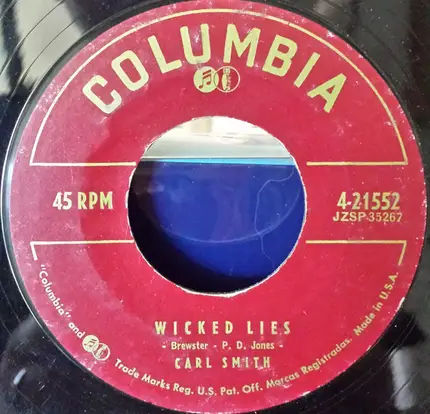 COLUMBIA
45 RPM
4-21552
JZSP 35267
WICKED LIES
- Brewster - P. D. Jones -
CARL SMITH
"Columbia" and Trade Marks Reg. U.S. Pat. Off. Marcas Registradas. Made in U.S.A.